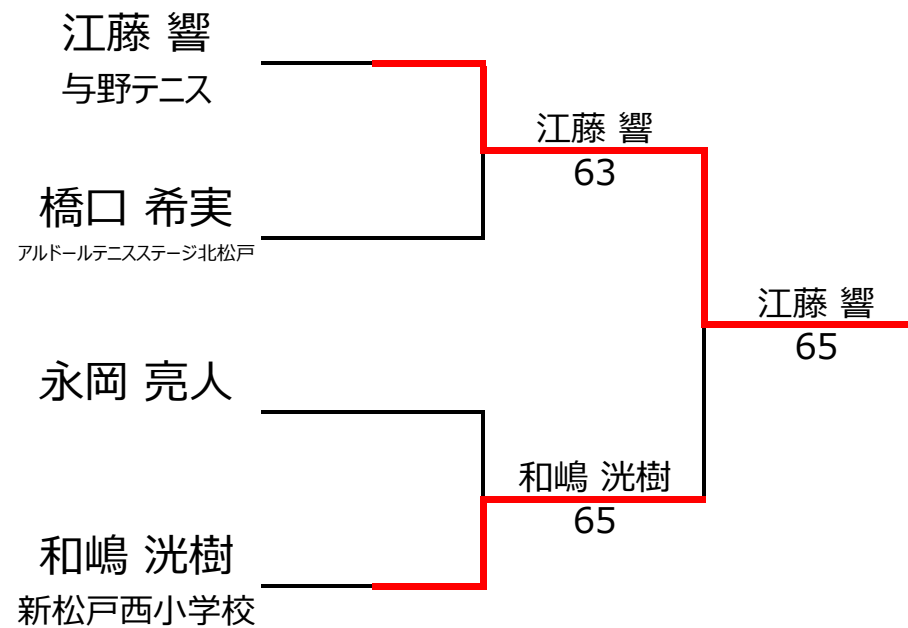 江藤 響
与野テニス
橋口 希実
アルドールテニスステージ北松戸
永岡 亮人
和嶋 洸樹
新松戸西小学校
江藤 響
63
和嶋 洸樹
65
江藤 響
65